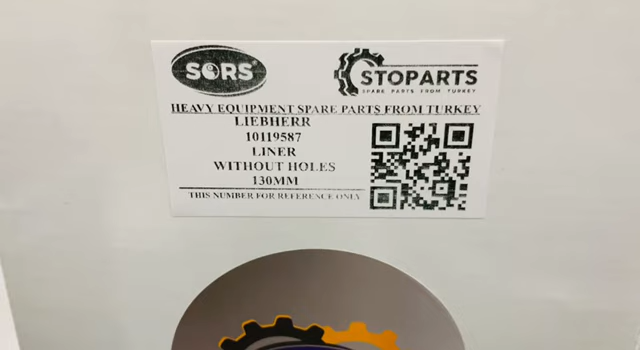 SORS
STOPARTS
SPARE PARTS FROM TURKEY
HEAVY EQUIPMENT SPARE PARTS FROM TURKEY
LIEBHERR
10119587
LINER
WITHOUT HOLES
130MM
THIS NUMBER FOR REFERENCE ONLY